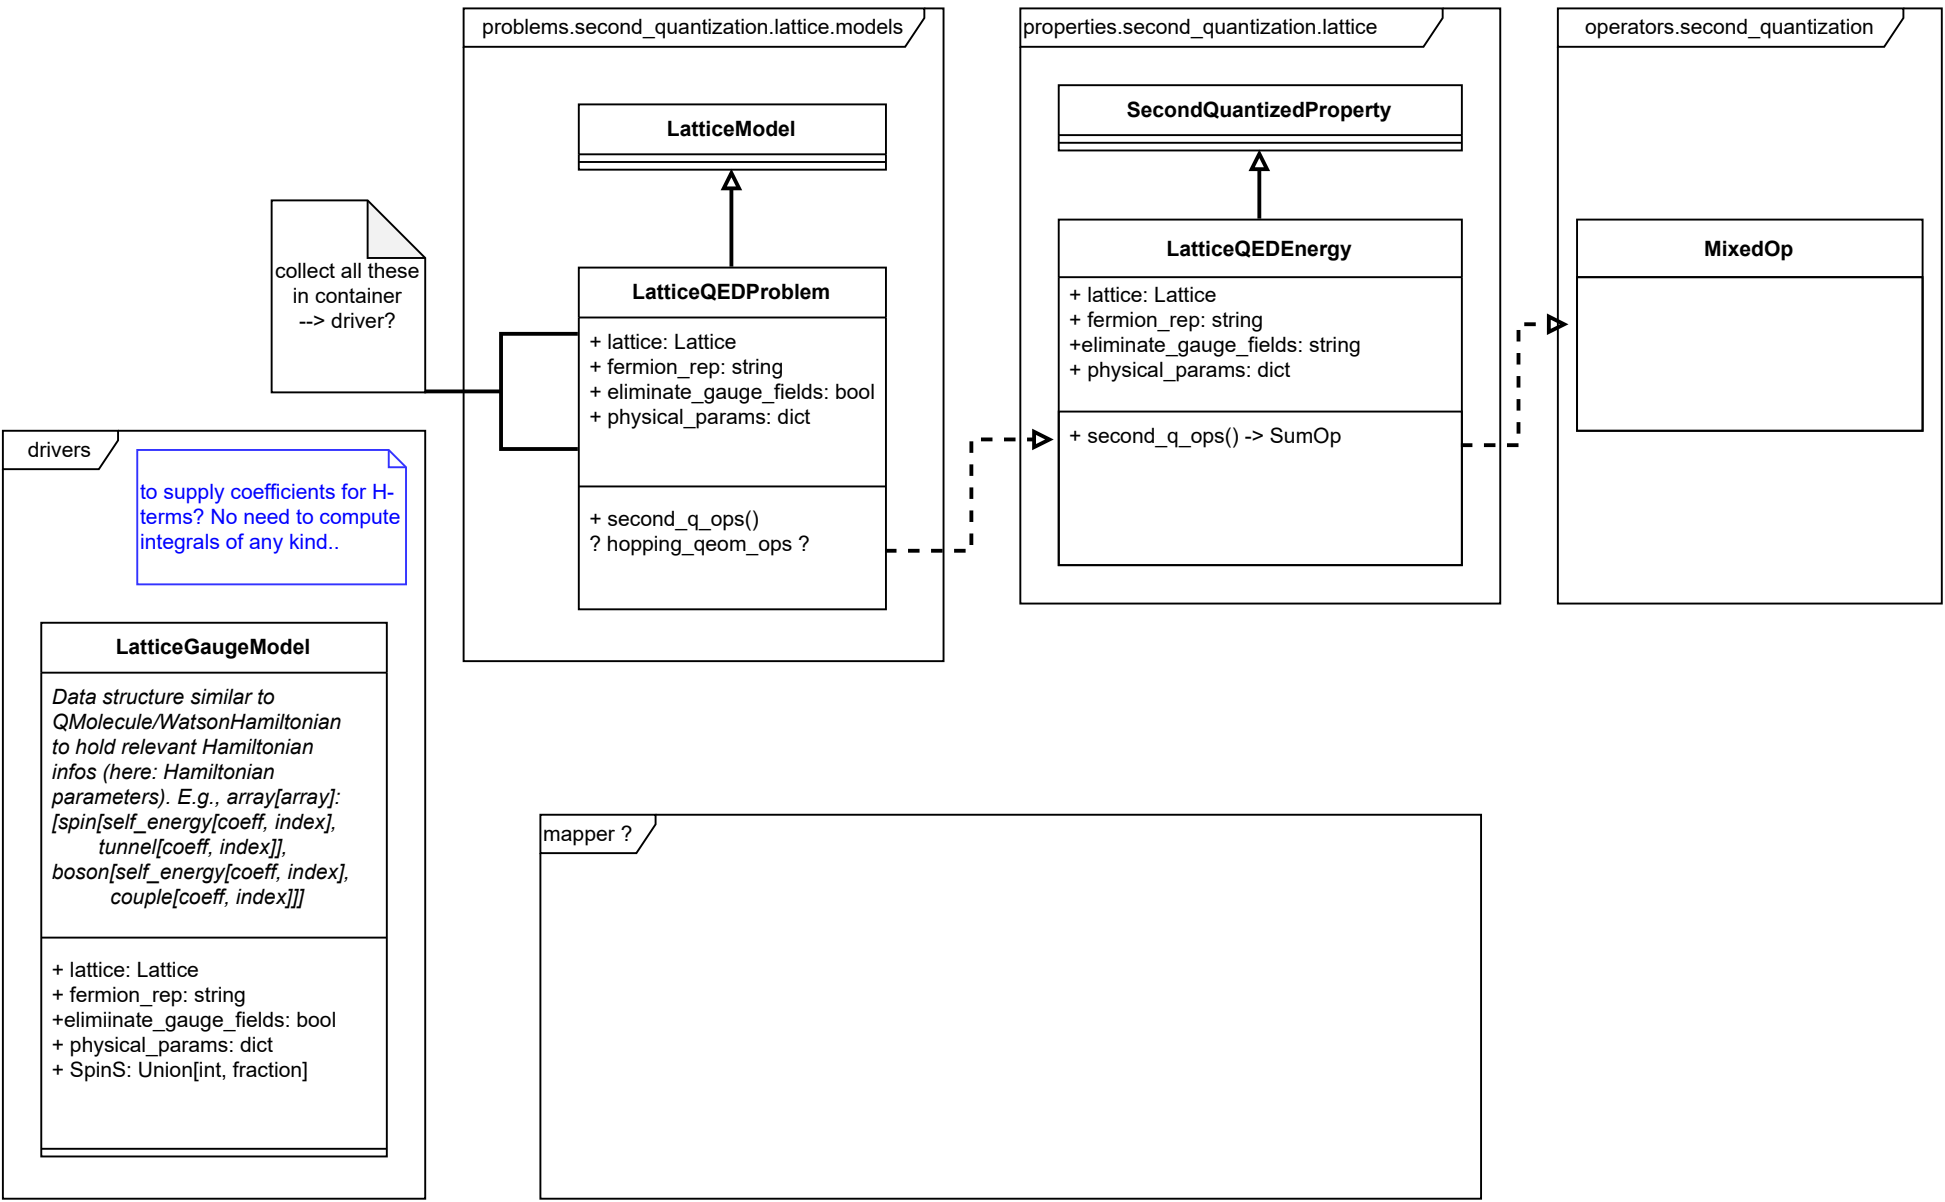 problems.second_quantization.lattice.models
properties.second_quantization.lattice
operators.second_quantization
LatticeModel
SecondQuantizedProperty
collect all these
in container
--> driver?
LatticeQEDProblem
+ lattice: Lattice
+ fermion_rep: string
+ eliminate_gauge_fields: bool
+ physical_params: dict
+ second_q_ops()
? hopping_qeom_ops ?
LatticeQEDEnergy
+ lattice: Lattice
+ fermion_rep: string
+eliminate_gauge_fields: string
+ physical_params: dict
+ second_q_ops() -> SumOp
MixedOp
drivers
to supply coefficients for H-
terms? No need to compute
integrals of any kind..
LatticeGaugeModel
Data structure similar to
QMolecule/WatsonHamiltonian
to hold relevant Hamiltonian
infos (here: Hamiltonian
parameters). E.g., array[array]:
[spin[self_energy[coeff, index],
tunnel[coeff, index]],
boson[self_energy[coeff, index],
couple[coeff, index]]]
+ lattice: Lattice
+ fermion_rep: string
+elimiinate_gauge_fields: bool
+ physical_params: dict
+ SpinS: Union[int, fraction]
mapper ?